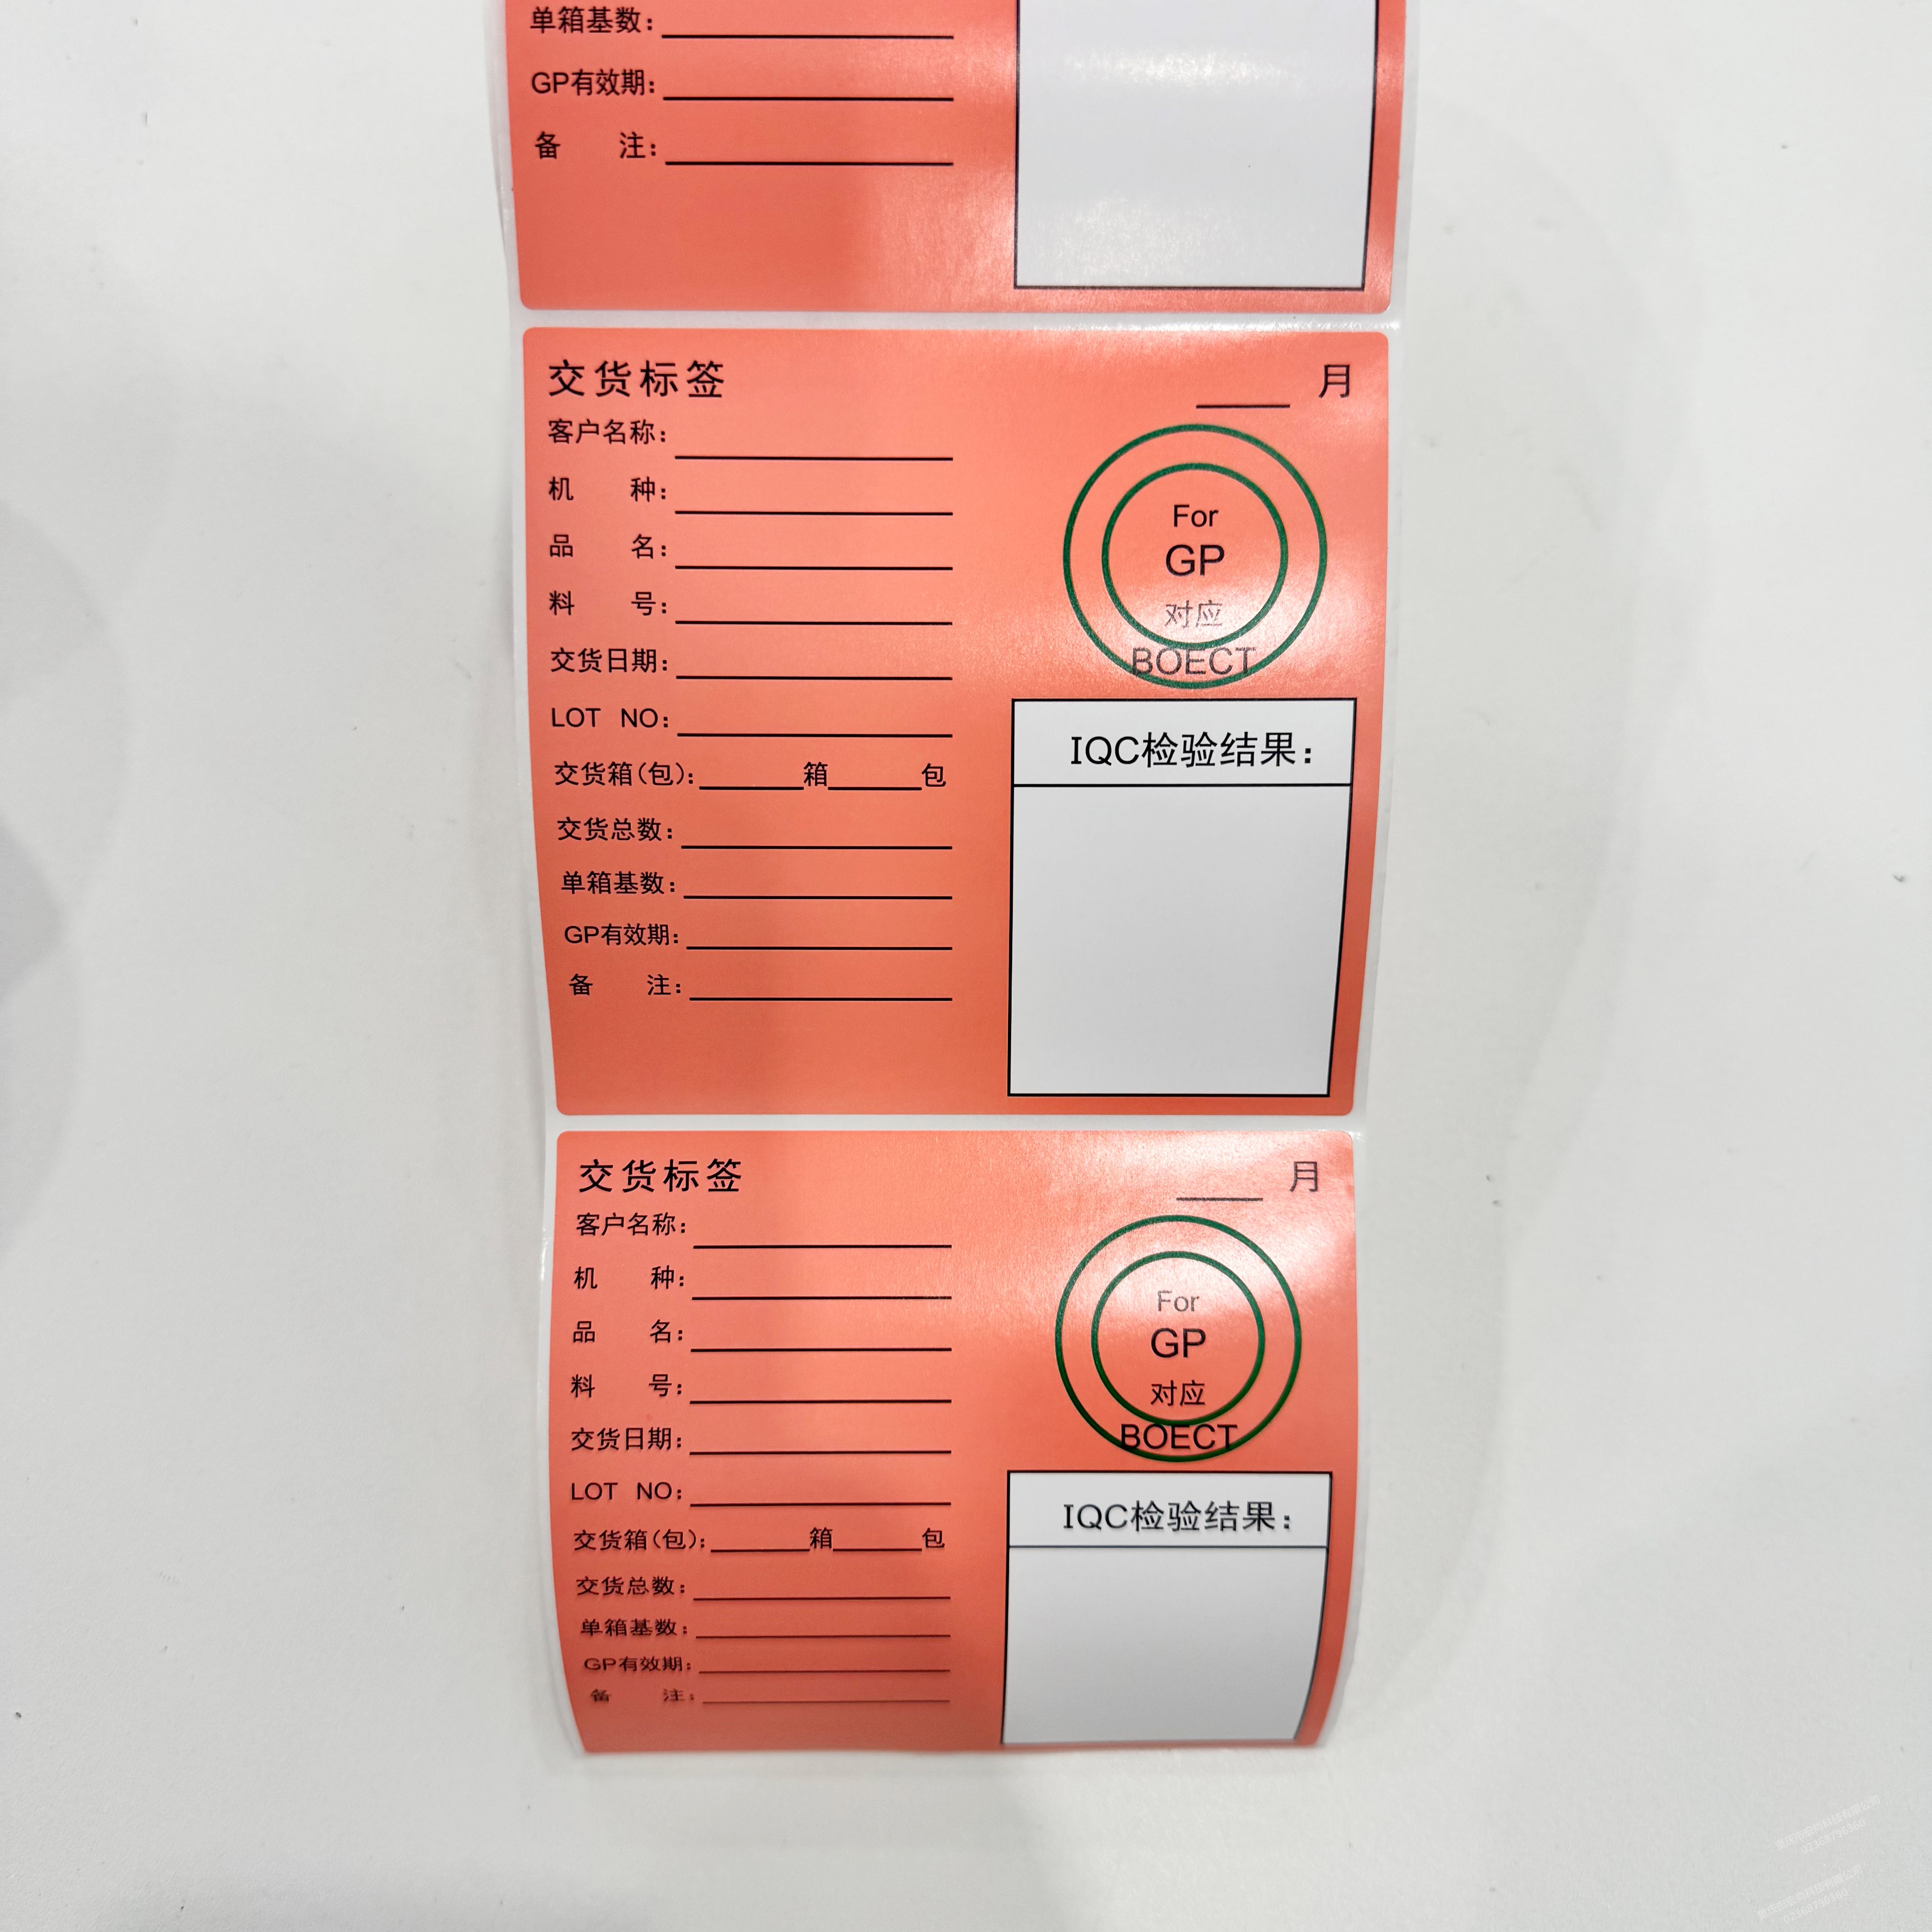 单箱基数:
GP有效期:
备 注:
交货标签
月
客户名称:
机 种:
品 名:
料 号:
交货日期:
LOT NO:
交货箱(包): 箱 包
交货总数:
单箱基数:
GP有效期:
备 注:
For
GP
对应
BOECT
IQC检验结果:
交货标签
月
客户名称:
机 种:
品 名:
料 号:
交货日期:
LOT NO:
交货箱(包): 箱 包
交货总数:
单箱基数:
GP有效期:
备 注:
For
GP
对应
BOECT
IQC检验结果: